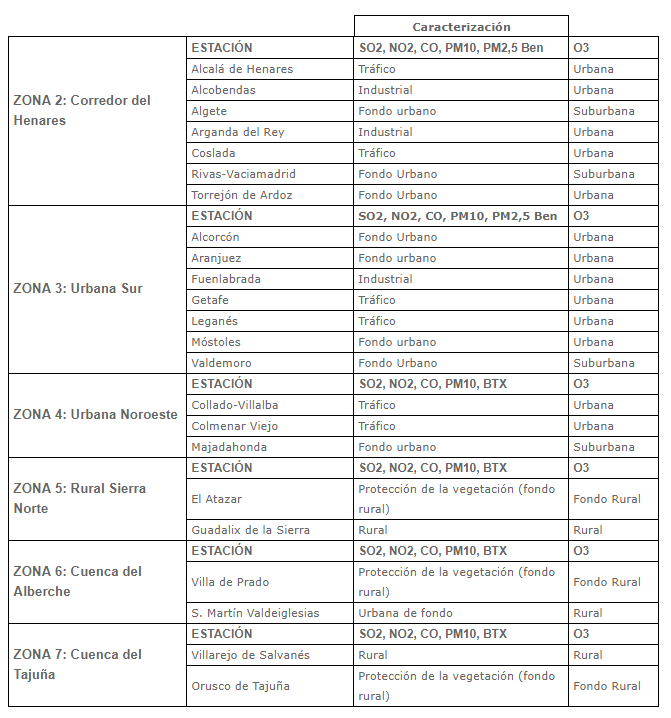 Caracterización
ESTACIÓN SO2, NO2, CO, PM10, PM2,5 Ben O3
ZONA 2: Corredor del
Henares
Alcalá de Henares Tráfico Urbana
Alcobendas Industrial Urbana
Algete Fondo urbano Suburbana
Arganda del Rey Industrial Urbana
Coslada Tráfico Urbana
Rivas-Vaciamadrid Fondo Urbano Suburbana
Torrejón de Ardoz Fondo Urbano Urbana
ESTACIÓN SO2, NO2, CO, PM10, PM2,5 Ben O3
ZONA 3: Urbana Sur
Alcorcón Fondo Urbano Urbana
Aranjuez Fondo urbano Urbana
Fuenlabrada Industrial Urbana
Getafe Tráfico Urbana
Leganés Tráfico Urbana
Móstoles Fondo urbano Urbana
Valdemoro Fondo Urbano Suburbana
ESTACIÓN SO2, NO2, CO, PM10, BTX O3
ZONA 4: Urbana Noroeste
Collado-Villalba Tráfico Urbana
Colmenar Viejo Tráfico Urbana
Majadahonda Fondo urbano Suburbana
ESTACIÓN SO2, NO2, CO, PM10, BTX O3
ZONA 5: Rural Sierra
Norte
El Atazar Protección de la vegetación (fondo
rural) Fondo Rural
Guadalix de la Sierra Rural Rural
ESTACIÓN SO2, NO2, CO, PM10, BTX O3
ZONA 6: Cuenca del
Alberche
Villa de Prado Protección de la vegetación (fondo
rural) Fondo Rural
S. Martín Valdeiglesias Urbana de fondo Rural
ESTACIÓN SO2, NO2, CO, PM10, BTX O3
ZONA 7: Cuenca del
Tajuña
Villarejo de Salvanés Rural Rural
Orusco de Tajuña Protección de la vegetación (fondo
rural) Fondo Rural